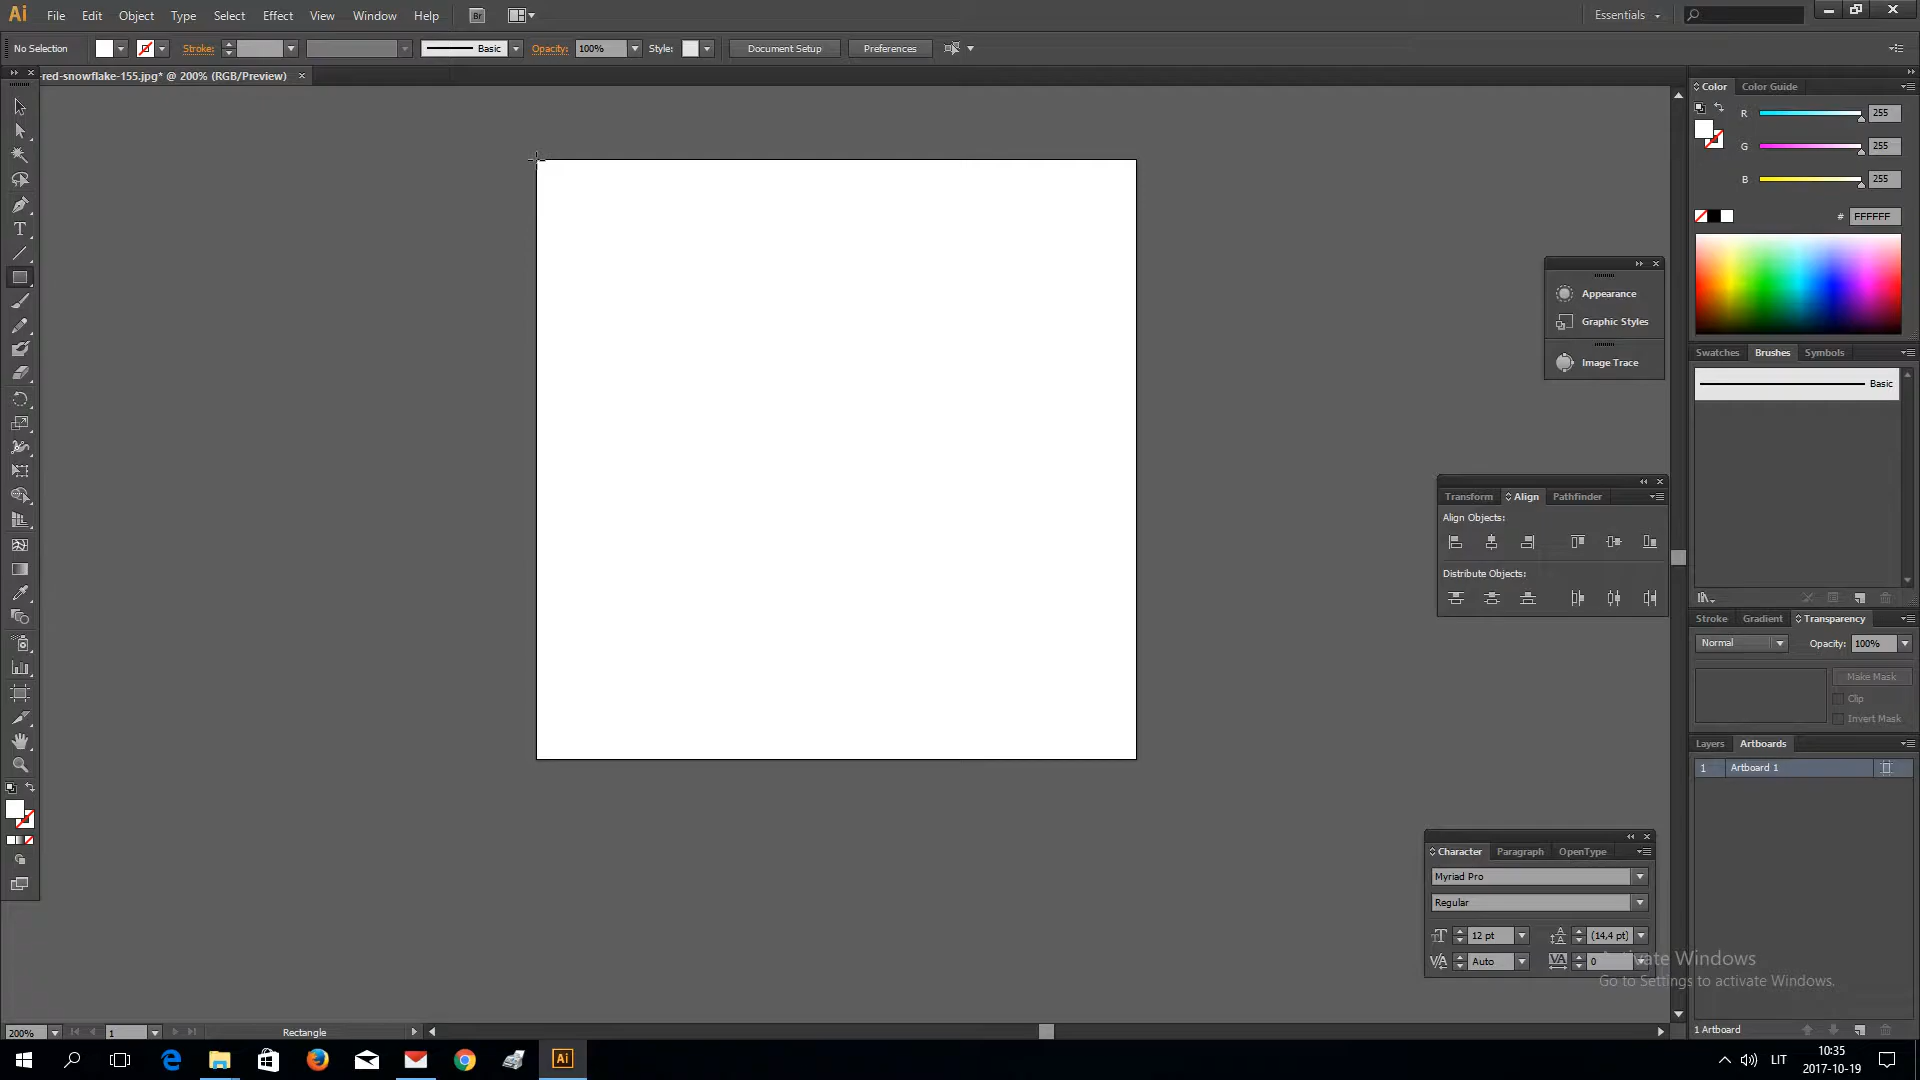 Ai File Edit Object Type Select Effect View Window Help Br Essentials
No Selection Stroke: Basic Opacity: 100% Style: Document Setup Preferences
-red-snowflake-155.jpg* @ 200% (RGB/Preview)
Color Color Guide
R 255
G 255
B 255
# FFFFFF
Appearance
Graphic Styles
Image Trace
Swatches Brushes Symbols
Basic
Transform Align Pathfinder
Align Objects:
Distribute Objects:
Stroke Gradient Transparency
Normal Opacity: 100%
Make Mask
Clip
Invert Mask
Layers Artboards
1 Artboard 1
Character Paragraph OpenType
Myriad Pro
Regular
12 pt (14,4 pt)
Auto 0
Activate Windows
Go to Settings to activate Windows.
200% 1 Rectangle
1 Artboard
Ai LIT 10:35
2017-10-19